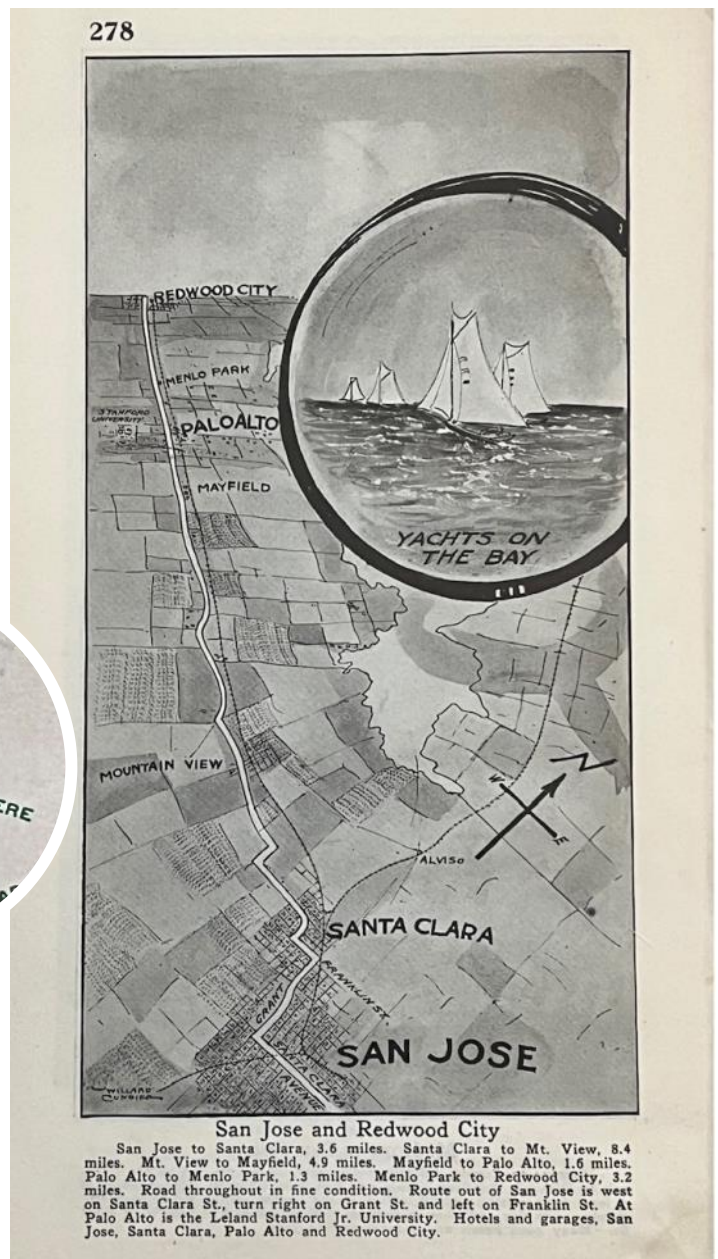 278
REDWOOD CITY
MENLO PARK
STANFORD
UNIVERSITY
PALO ALTO
MAYFIELD
YACHTS ON
THE BAY
MOUNTAIN VIEW
ERE
N
W
E
ALVISO
SANTA CLARA
FRANKLIN ST.
GRANT
SAN JOSE
SANTA CLARA
AVENUE
WILLARD
CUNDIFF
San Jose and Redwood City
San Jose to Santa Clara, 3.6 miles. Santa Clara to Mt. View, 8.4
miles. Mt. View to Mayfield, 4.9 miles. Mayfield to Palo Alto, 1.6 miles.
Palo Alto to Menlo Park, 1.3 miles. Menlo Park to Redwood City, 3.2
miles. Road throughout in fine condition. Route out of San Jose is west
on Santa Clara St., turn right on Grant St. and left on Franklin St. At
Palo Alto is the Leland Stanford Jr. University. Hotels and garages, San
Jose, Santa Clara, Palo Alto and Redwood City.